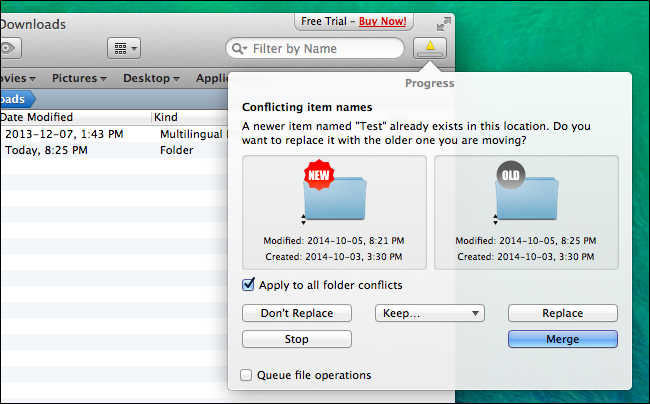 Downloads
Free Trial – Buy Now!
Filter by Name
ovies
Pictures
Desktop
Applic
oads
Date Modified
Kind
2013-12-07, 1:43 PM
Multilingual
Today, 8:25 PM
Folder
Progress
Conflicting item names
A newer item named "Test" already exists in this location. Do you
want to replace it with the older one you are moving?
NEW
OLD
Modified: 2014-10-05, 8:21 PM
Created: 2014-10-03, 3:30 PM
Modified: 2014-10-05, 8:25 PM
Created: 2014-10-03, 3:30 PM
Apply to all folder conflicts
Don't Replace
Keep...
Replace
Stop
Merge
Queue file operations